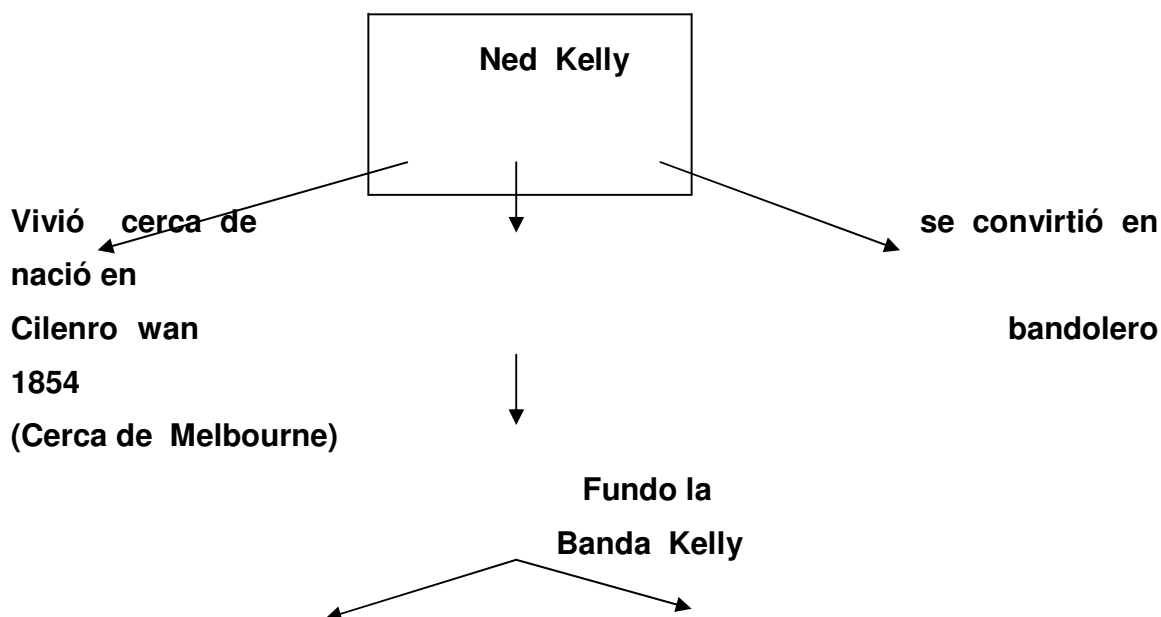 Ned Kelly
Vivió cerca de se convirtió en
nació en
Cilenro wan bandolero
1854
(Cerca de Melbourne)
Fundo la
Banda Kelly